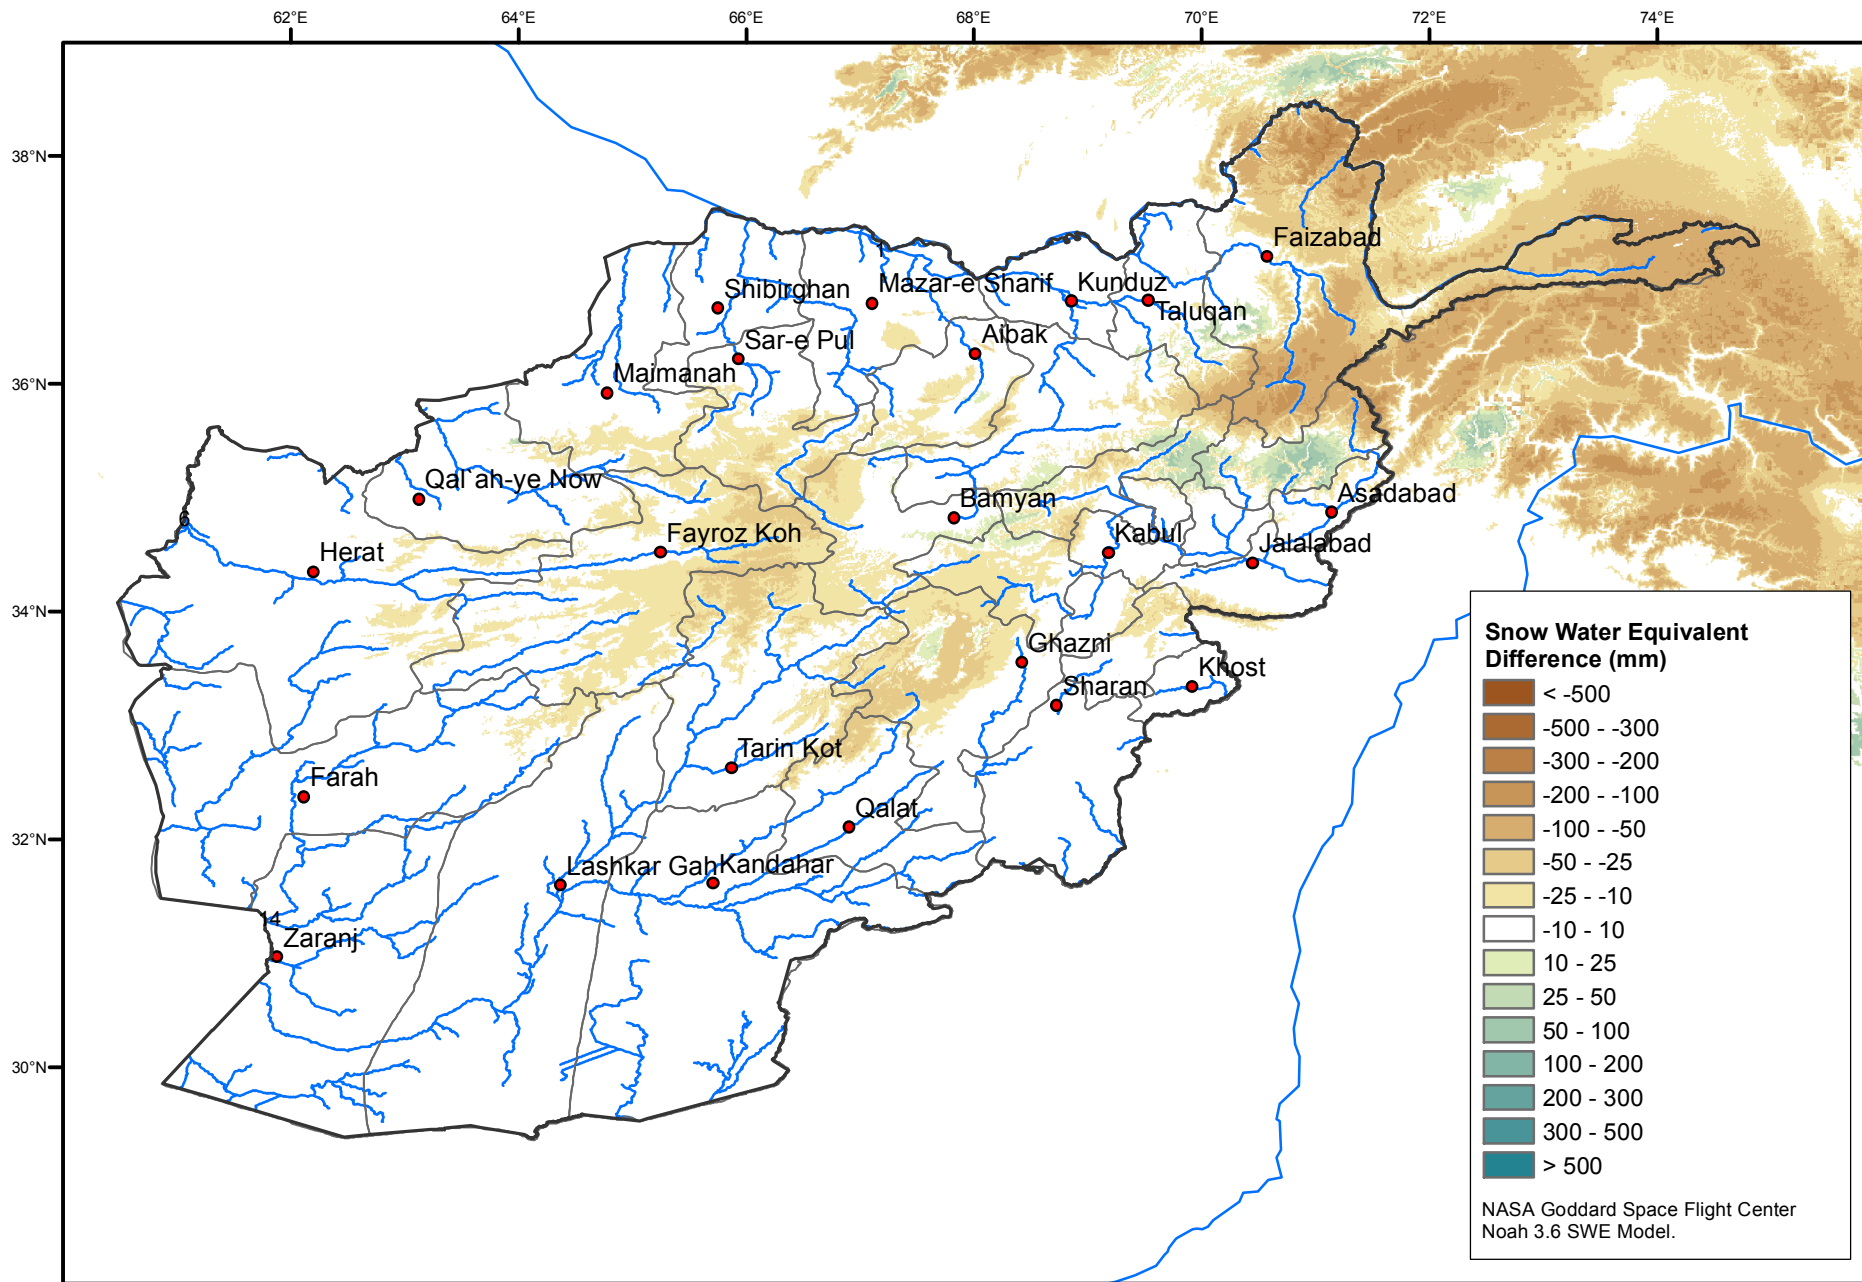 62°E 64°E 66°E 68°E 70°E 72°E 74°E
38°N
36°N
34°N
32°N
30°N
Faizabad
1
Shibirghan
Mazar-e Sharif
Kunduz
Taluqan
Sar-e Pul
Aibak
Maimanah
Qal`ah-ye Now
Bamyan
Asadabad
6
Fayroz Koh
Kabul
Herat
Jalalabad
Ghazni
Khost
Sharan
Tarin Kot
Farah
Qalat
Lashkar Gah
Kandahar
14
Zaranj
Snow Water Equivalent
Difference (mm)
< -500
-500 - -300
-300 - -200
-200 - -100
-100 - -50
-50 - -25
-25 - -10
-10 - 10
10 - 25
25 - 50
50 - 100
100 - 200
200 - 300
300 - 500
> 500
NASA Goddard Space Flight Center
Noah 3.6 SWE Model.